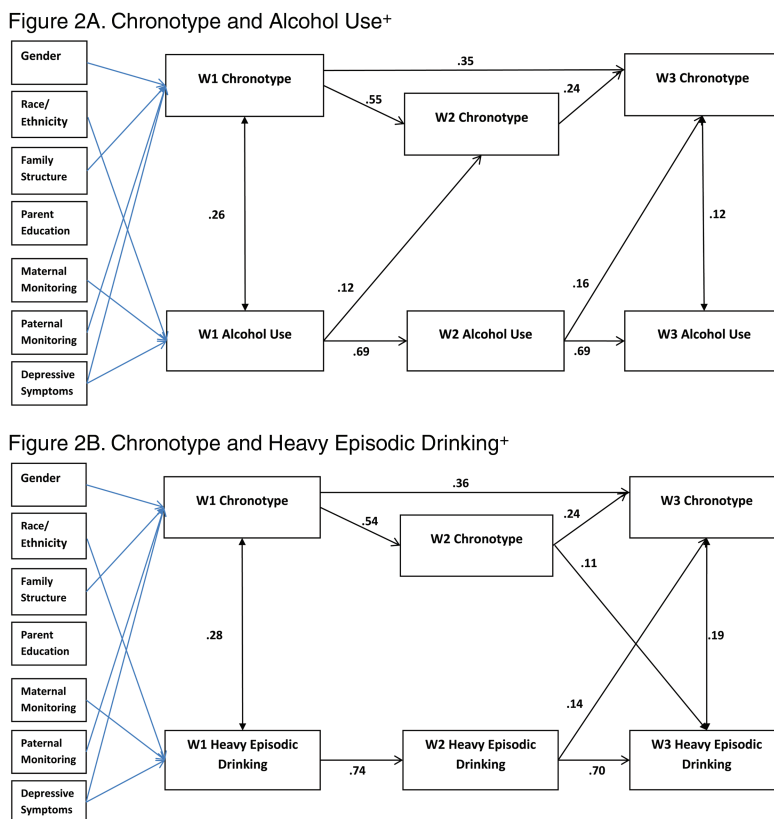 Figure 2A. Chronotype and Alcohol Use+
Gender
Race/
Ethnicity
Family
Structure
Parent
Education
Maternal
Monitoring
Paternal
Monitoring
Depressive
Symptoms
W1 Chronotype
W2 Chronotype
W3 Chronotype
.35
.55
.24
.26
.12
.16
.12
W1 Alcohol Use
W2 Alcohol Use
W3 Alcohol Use
.69
.69
Figure 2B. Chronotype and Heavy Episodic Drinking+
Gender
Race/
Ethnicity
Family
Structure
Parent
Education
Maternal
Monitoring
Paternal
Monitoring
Depressive
Symptoms
W1 Chronotype
W2 Chronotype
W3 Chronotype
.36
.54
.24
.11
.28
.19
.14
W1 Heavy Episodic
Drinking
W2 Heavy Episodic
Drinking
W3 Heavy Episodic
Drinking
.74
.70